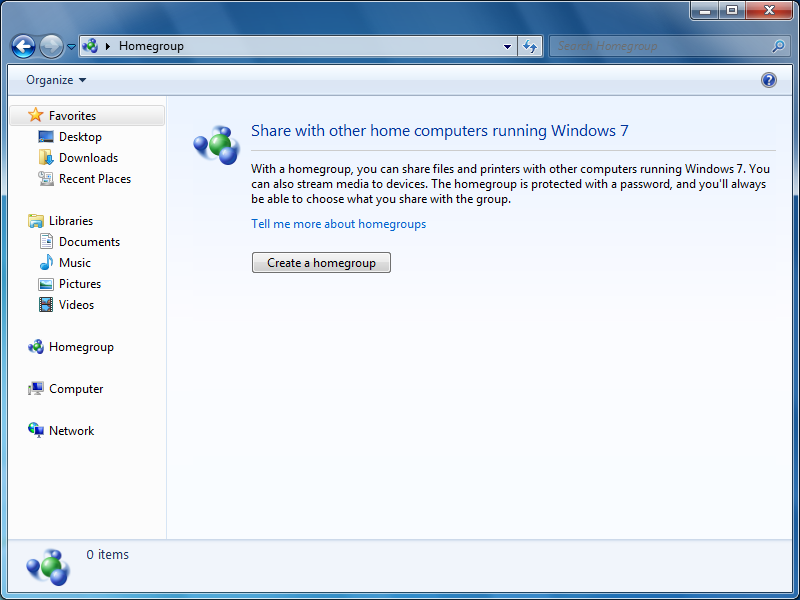 Homegroup
Search Homegroup
Organize
Favorites
Desktop
Downloads
Recent Places
Libraries
Documents
Music
Pictures
Videos
Homegroup
Computer
Network
Share with other home computers running Windows 7
With a homegroup, you can share files and printers with other computers running Windows 7. You
can also stream media to devices. The homegroup is protected with a password, and you'll always
be able to choose what you share with the group.
Tell me more about homegroups
Create a homegroup
0 items